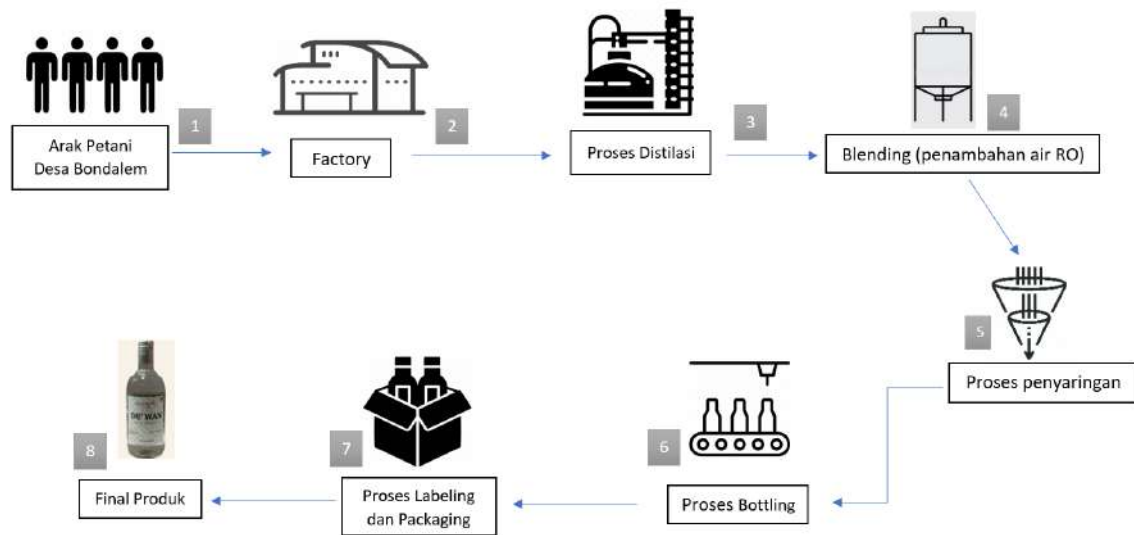 1
Arak Petani
Desa Bondalem
2
Factory
3
Proses Distilasi
4
Blending (penambahan air RO)
5
Proses penyaringan
6
Proses Bottling
7
Proses Labeling
dan Packaging
8
Final Produk